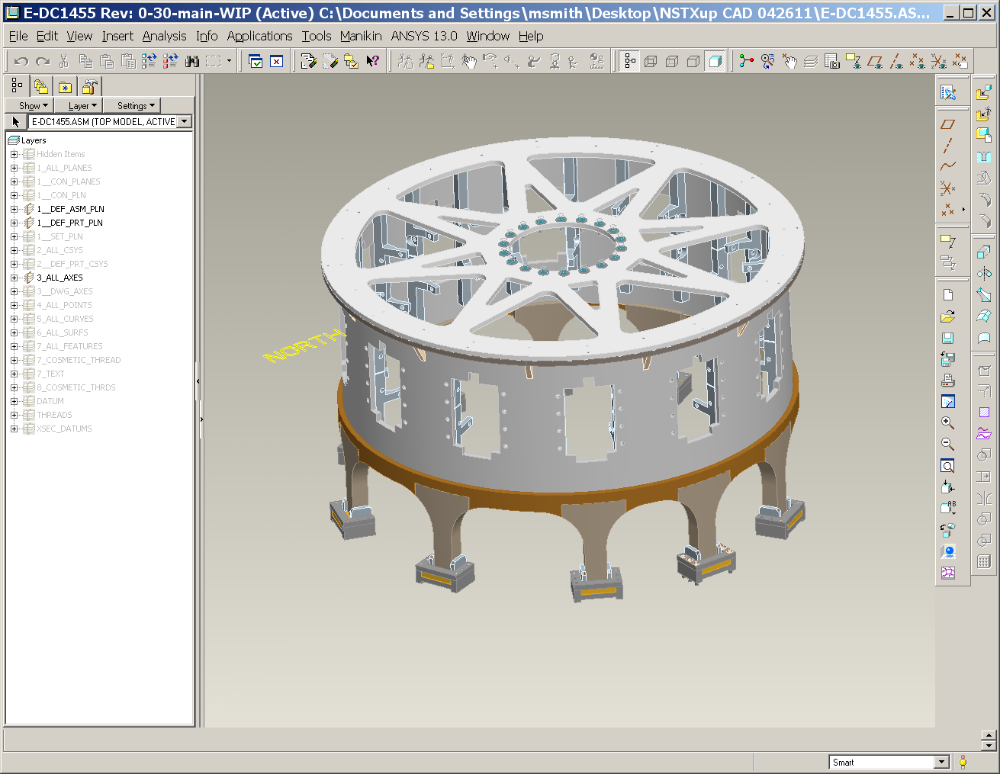 E-DC1455 Rev: 0-30-main-WIP (Active) C:\Documents and Settings\msmith\Desktop\NSTXup CAD 042611\E-DC1455.AS...
File Edit View Insert Analysis Info Applications Tools Manikin ANSYS 13.0 Window Help
Show Layer Settings
E-DC1455.ASM (TOP MODEL, ACTIVE
Layers
Hidden Items
1_ALL_PLANES
1__CON_PLANES
1__CON_PLN
1__DEF_ASM_PLN
1__DEF_PRT_PLN
1__SET_PLN
2_ALL_CSYS
2__DEF_PRT_CSYS
3_ALL_AXES
3__DWG_AXES
4_ALL_POINTS
5_ALL_CURVES
6_ALL_SURFS
7_ALL_FEATURES
7_COSMETIC_THREAD
7_TEXT
8_COSMETIC_THRDS
DATUM
THREADS
XSEC_DATUMS
NORTH
AB
Smart